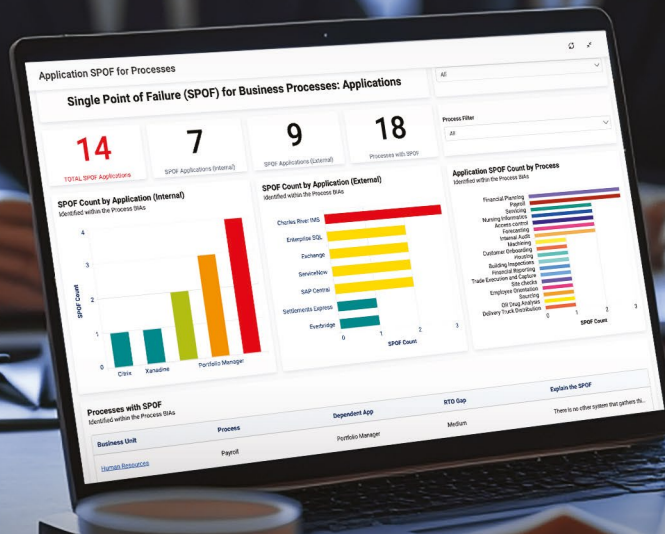 Application SPOF for Processes
Single Point of Failure (SPOF) for Business Processes: Applications
All
14
TOTAL SPOF Applications
7
SPOF Applications (Internal)
9
SPOF Applications (External)
18
Processes with SPOF
Process Filter
All
SPOF Count by Application (Internal)
Identified within the Process BIAs
SPOF Count
4
3
2
1
0
Citrix
Xanadine
Portfolio Manager
SPOF Count by Application (External)
Identified within the Process BIAs
Charles River IMS
Enterprise SQL
Exchange
ServiceNow
SAP Central
Settlements Express
Everbridge
0
1
2
3
SPOF Count
Application SPOF Count by Process
Identified within the Process BIAs
Financial Planning
Payroll
Servicing
Nursing Informatics
Access control
Forecasting
Internal Audit
Machining
Customer Onboarding
Housing
Building Inspections
Financial Reporting
Trade Execution and Capture
Site checks
Employee Orientation
Sourcing
OR Drug Analysis
Delivery Truck Distribution
0
1
2
3
SPOF Count
Processes with SPOF
Identified within the Process BIAs
Business Unit Process Dependent App RTO Gap Explain the SPOF
Human Resources Payroll Portfolio Manager Medium There is no other system that gathers thi...